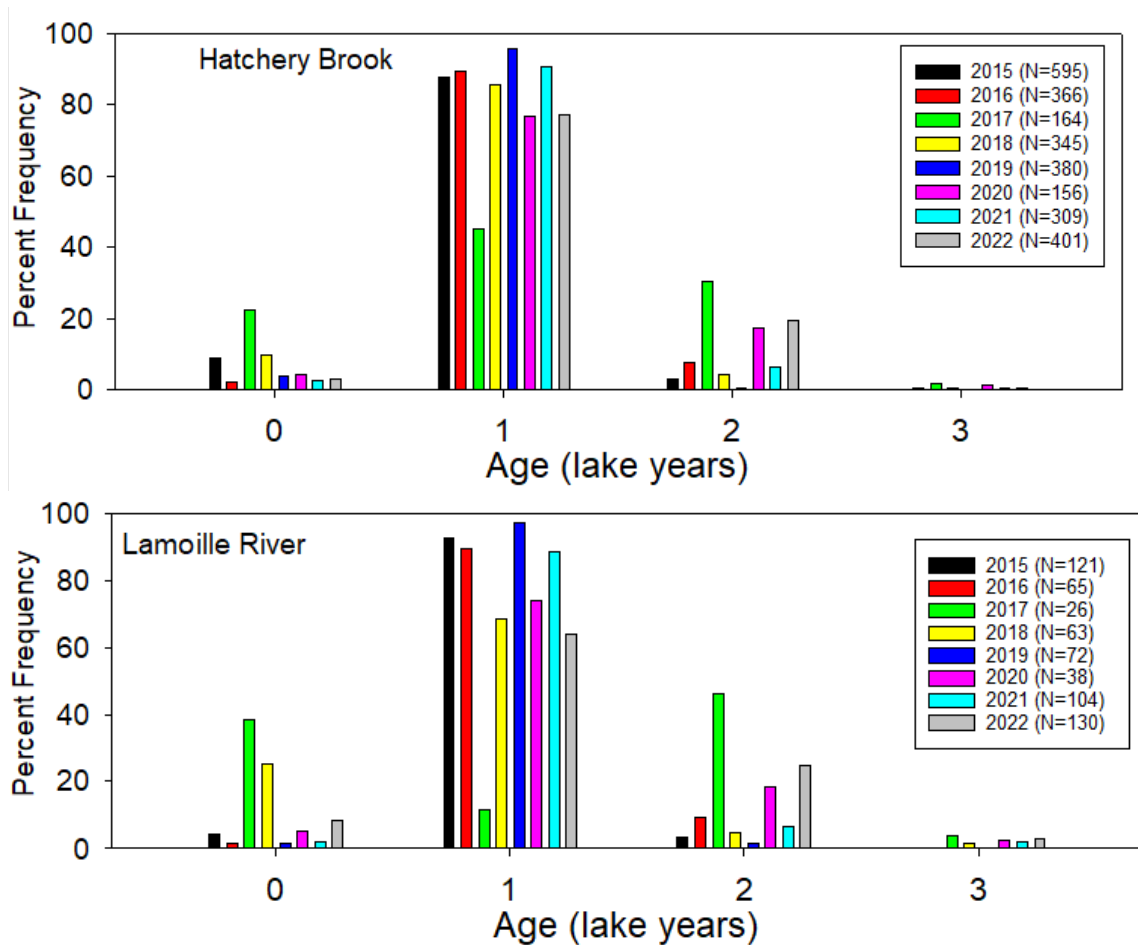 100
80
60
40
20
0
Percent Frequency
Hatchery Brook
2015 (N=595)
2016 (N=366)
2017 (N=164)
2018 (N=345)
2019 (N=380)
2020 (N=156)
2021 (N=309)
2022 (N=401)
0 1 2 3
Age (lake years)
100
80
60
40
20
0
Percent Frequency
Lamoille River
2015 (N=121)
2016 (N=65)
2017 (N=26)
2018 (N=63)
2019 (N=72)
2020 (N=38)
2021 (N=104)
2022 (N=130)
0 1 2 3
Age (lake years)